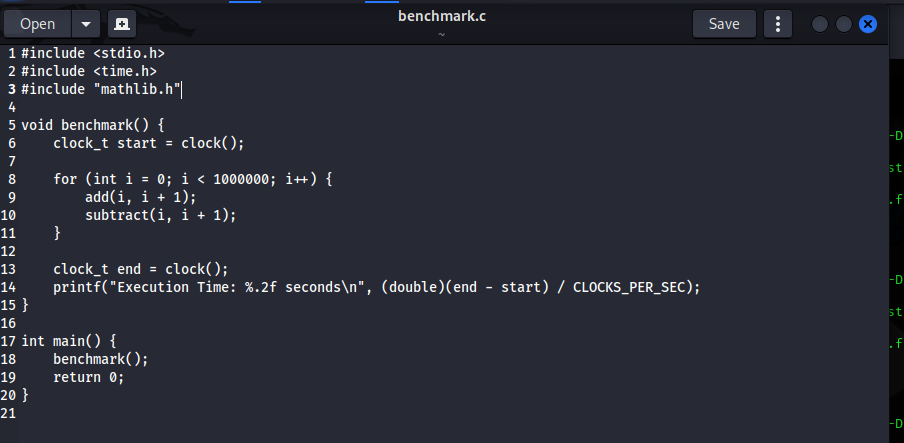 Open
benchmark.c
~
Save
1 #include <stdio.h>
2 #include <time.h>
3 #include "mathlib.h"
4
5 void benchmark() {
6     clock_t start = clock();
7
8     for (int i = 0; i < 1000000; i++) {
9         add(i, i + 1);
10         subtract(i, i + 1);
11     }
12
13     clock_t end = clock();
14     printf("Execution Time: %.2f seconds\n", (double)(end - start) / CLOCKS_PER_SEC);
15 }
16
17 int main() {
18     benchmark();
19     return 0;
20 }
21
-D
st
.f
-D
st
.f
-D